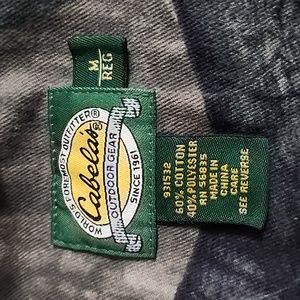 M
REG
WORLD'S FOREMOST OUTFITTER®
Cabela's®
OUTDOOR GEAR
SINCE 1961
931532
60% COTTON
40% POLYESTER
RN 56835
MADE IN
CHINA
CARE
SEE REVERSE